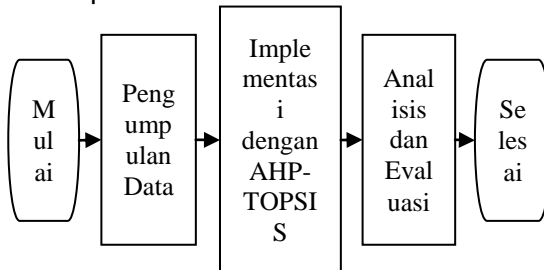 M
ul
ai
Peng
ump
ulan
Data
Imple
mentas
i
dengan
AHP-
TOPSI
S
Anal
isis
dan
Eval
uasi
Se
les
ai